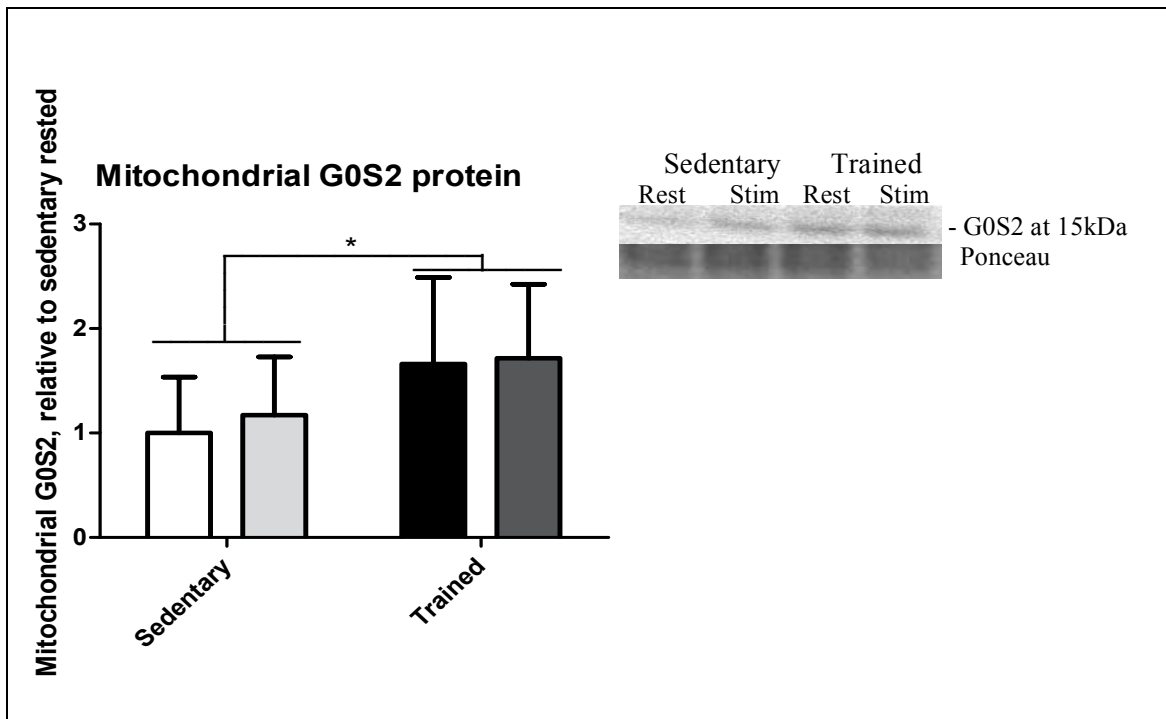 Mitochondrial G0S2, relative to sedentary rested
Mitochondrial G0S2 protein
3
2
1
0
*
Sedentary
Trained
Sedentary Trained
Rest Stim Rest Stim
- G0S2 at 15kDa
Ponceau